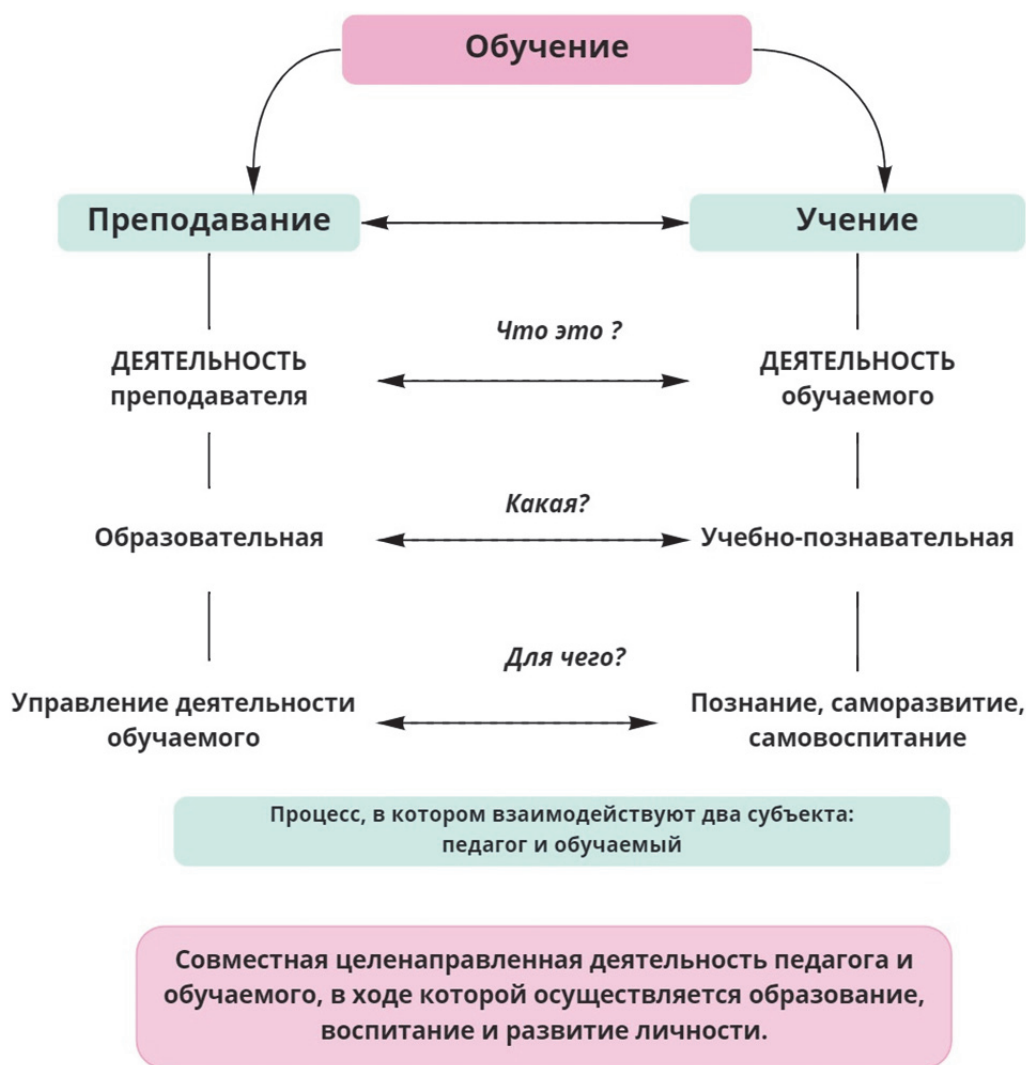 Обучение
Преподавание
Учение
Что это ?
ДЕЯТЕЛЬНОСТЬ
преподавателя
ДЕЯТЕЛЬНОСТЬ
обучаемого
Какая?
Образовательная
Учебно-познавательная
Для чего?
Управление деятельности
обучаемого
Познание, саморазвитие,
самовоспитание
Процесс, в котором взаимодействуют два субъекта:
педагог и обучаемый
Совместная целенаправленная деятельность педагога и
обучаемого, в ходе которой осуществляется образование,
воспитание и развитие личности.